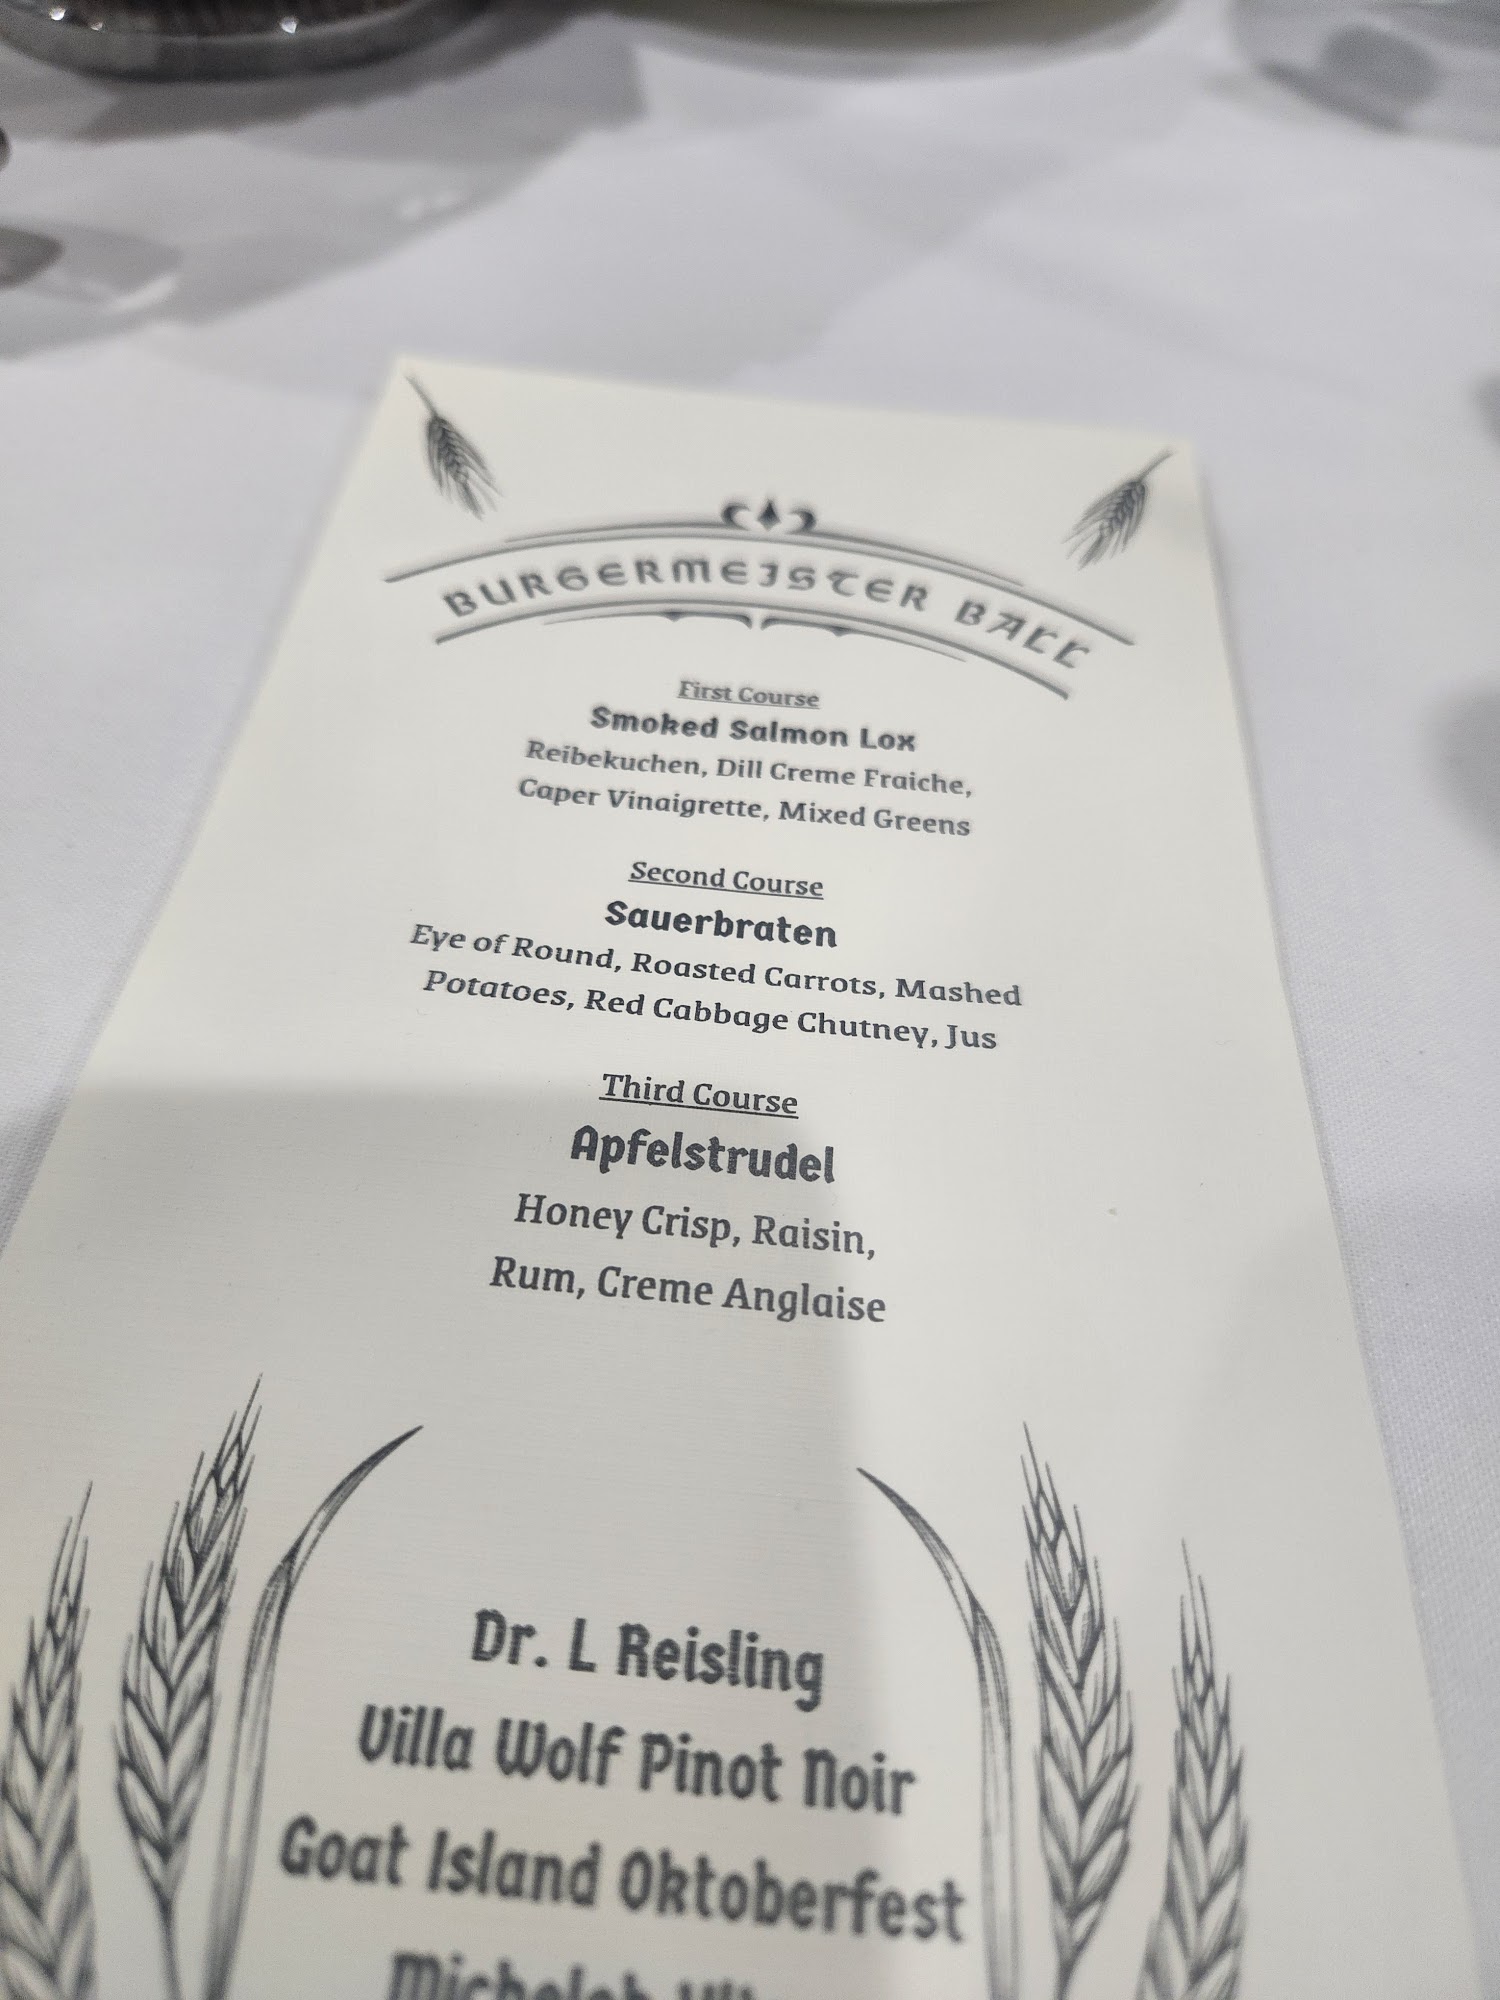 BURGERMEISTER BALL
First Course
Smoked Salmon Lox
Reibekuchen, Dill Creme Fraiche,
Caper Vinaigrette, Mixed Greens
Second Course
Sauerbraten
Eye of Round, Roasted Carrots, Mashed
Potatoes, Red Cabbage Chutney, Jus
Third Course
Apfelstrudel
Honey Crisp, Raisin,
Rum, Creme Anglaise
Dr. L Reisling
Villa Wolf Pinot Noir
Goat Island Oktoberfest
Michelob